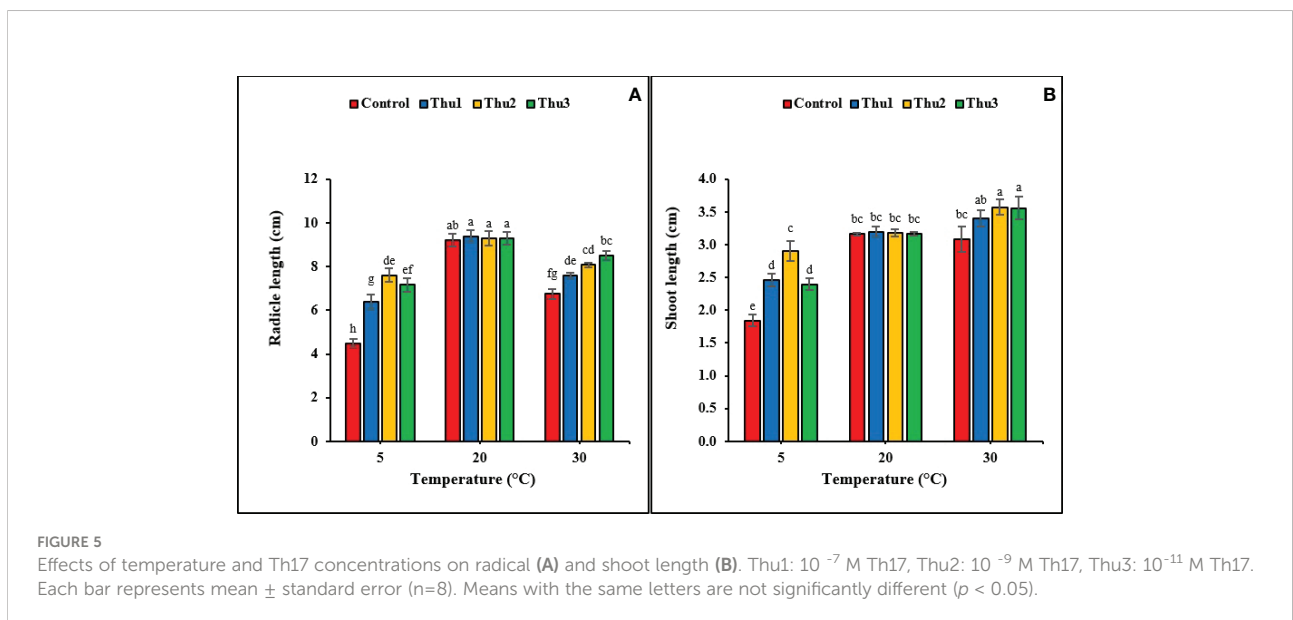 Control Thu1 Thu2 Thu3 A
12
10
8
6
4
2
0
Radicle length (cm)
h g de ef
ab a a a
fg de cd bc
5 20 30
Temperature (°C)
Control Thu1 Thu2 Thu3 B
4.0
3.5
3.0
2.5
2.0
1.5
1.0
0.5
0.0
Shoot length (cm)
e d c d
bc bc bc bc
bc ab a a
5 20 30
Temperature (°C)
FIGURE 5
Effects of temperature and Th17 concentrations on radical (A) and shoot length (B). Thu1: 10 ⁻⁷ M Th17, Thu2: 10 ⁻⁹ M Th17, Thu3: 10⁻¹¹ M Th17.
Each bar represents mean ± standard error (n=8). Means with the same letters are not significantly different (p < 0.05).